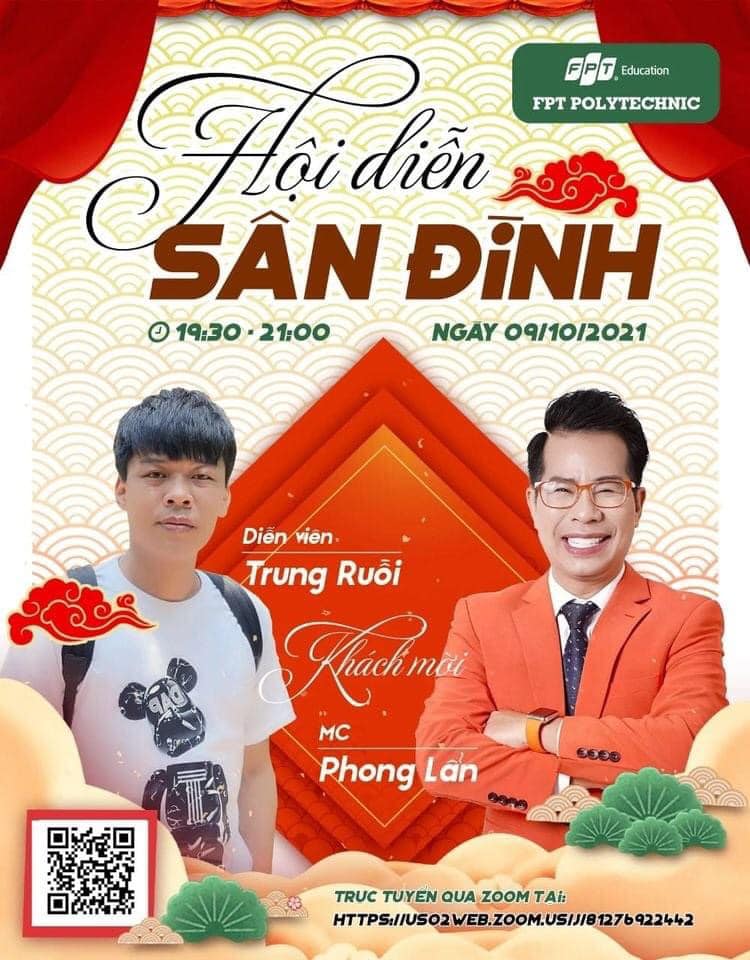 FPT Education
FPT POLYTECHNIC
Hội diễn
SÂN ĐÌNH
19:30 - 21:00 NGÀY 09/10/2021
Diễn viên
Trung Ruồi
Khách mời
MC
Phong Lẩn
TRỰC TUYẾN QUA ZOOM TẠI:
HTTPS://US02WEB.ZOOM.US/J/81276922442